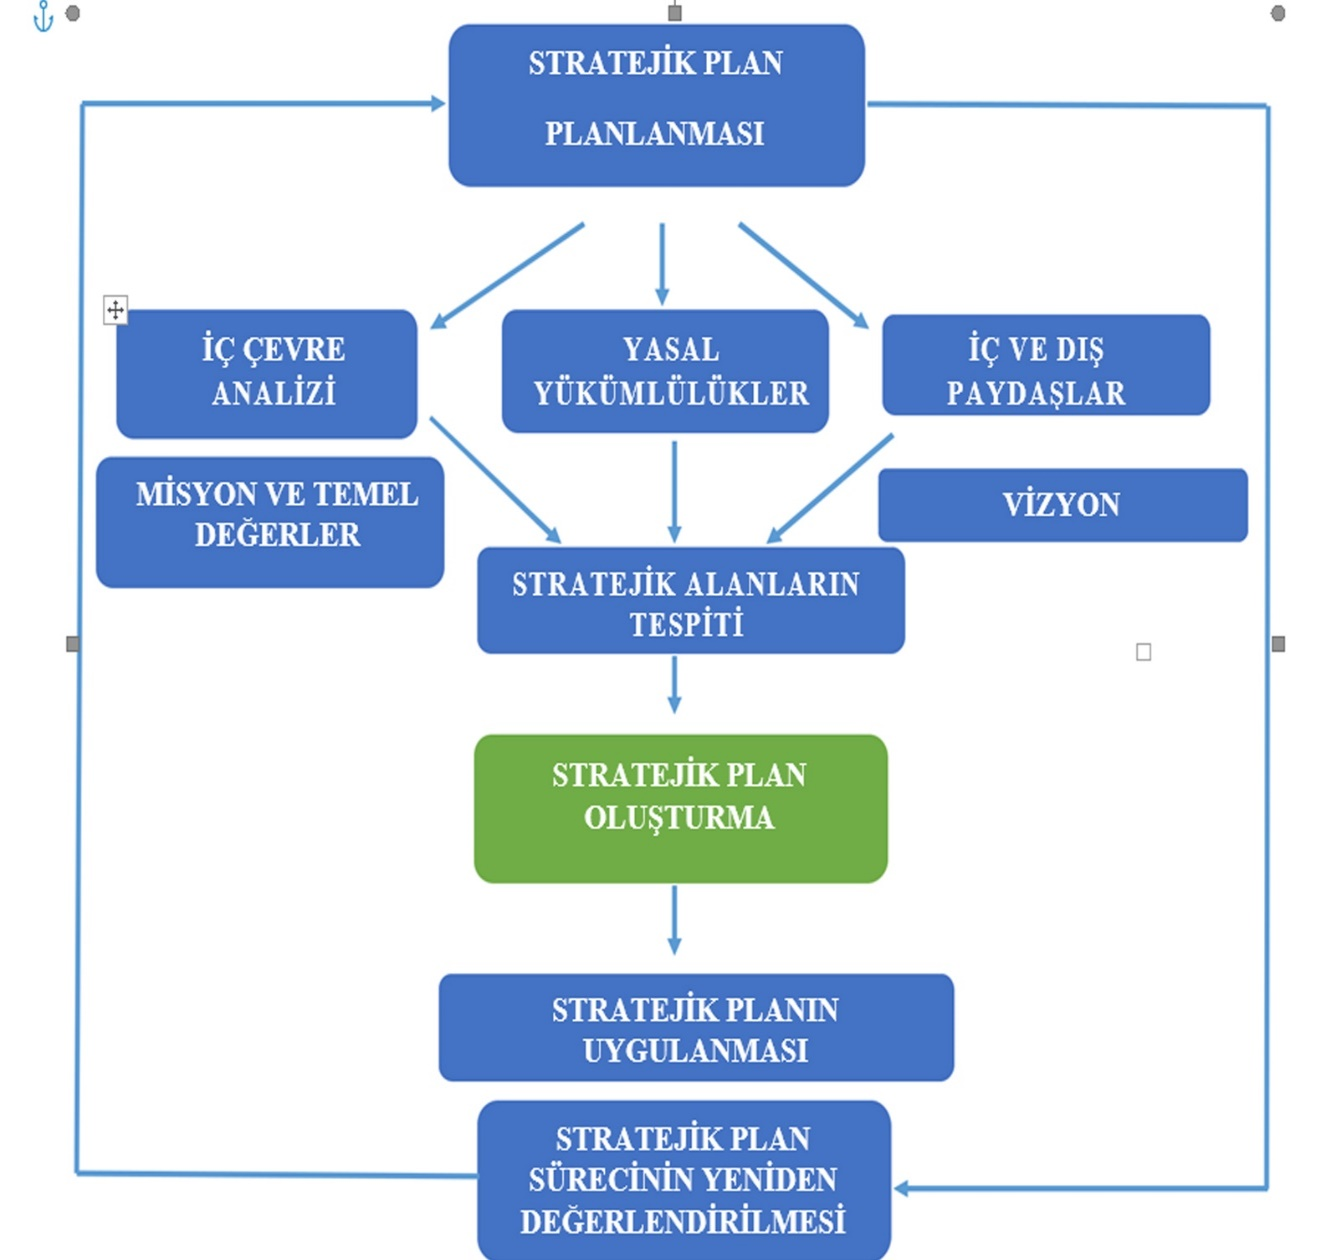 STRATEJİK PLAN
PLANLANMASI
İÇ ÇEVRE
ANALİZİ
YASAL
YÜKÜMLÜLÜKLER
İÇ VE DIŞ
PAYDAŞLAR
MİSYON VE TEMEL
DEĞERLER
VİZYON
STRATEJİK ALANLARIN
TESPİTİ
STRATEJİK PLAN
OLUŞTURMA
STRATEJİK PLANIN
UYGULANMASI
STRATEJİK PLAN
SÜRECİNİN YENİDEN
DEĞERLENDİRİLMESİ